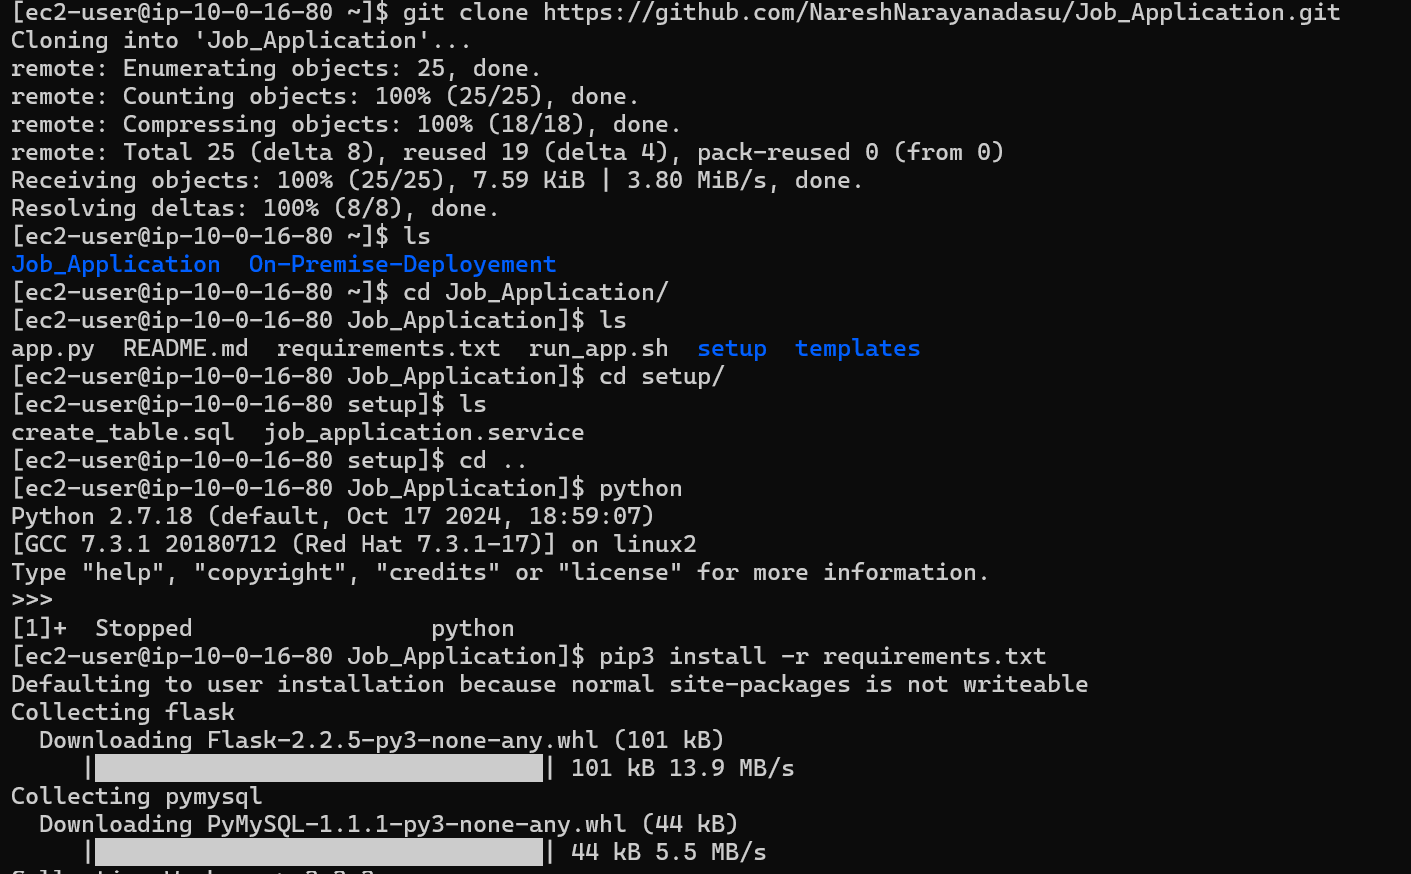 [ec2-user@ip-10-0-16-80 ~]$ git clone https://github.com/NareshNarayanadasu/Job_Application.git
Cloning into 'Job_Application'...
remote: Enumerating objects: 25, done.
remote: Counting objects: 100% (25/25), done.
remote: Compressing objects: 100% (18/18), done.
remote: Total 25 (delta 8), reused 19 (delta 4), pack-reused 0 (from 0)
Receiving objects: 100% (25/25), 7.59 KiB | 3.80 MiB/s, done.
Resolving deltas: 100% (8/8), done.
[ec2-user@ip-10-0-16-80 ~]$ ls
Job_Application  On-Premise-Deployement
[ec2-user@ip-10-0-16-80 ~]$ cd Job_Application/
[ec2-user@ip-10-0-16-80 Job_Application]$ ls
app.py  README.md  requirements.txt  run_app.sh  setup  templates
[ec2-user@ip-10-0-16-80 Job_Application]$ cd setup/
[ec2-user@ip-10-0-16-80 setup]$ ls
create_table.sql  job_application.service
[ec2-user@ip-10-0-16-80 setup]$ cd ..
[ec2-user@ip-10-0-16-80 Job_Application]$ python
Python 2.7.18 (default, Oct 17 2024, 18:59:07)
[GCC 7.3.1 20180712 (Red Hat 7.3.1-17)] on linux2
Type "help", "copyright", "credits" or "license" for more information.
>>>
[1]+  Stopped                 python
[ec2-user@ip-10-0-16-80 Job_Application]$ pip3 install -r requirements.txt
Defaulting to user installation because normal site-packages is not writeable
Collecting flask
  Downloading Flask-2.2.5-py3-none-any.whl (101 kB)
     |████████████████████████████████| 101 kB 13.9 MB/s
Collecting pymysql
  Downloading PyMySQL-1.1.1-py3-none-any.whl (44 kB)
     |████████████████████████████████| 44 kB 5.5 MB/s